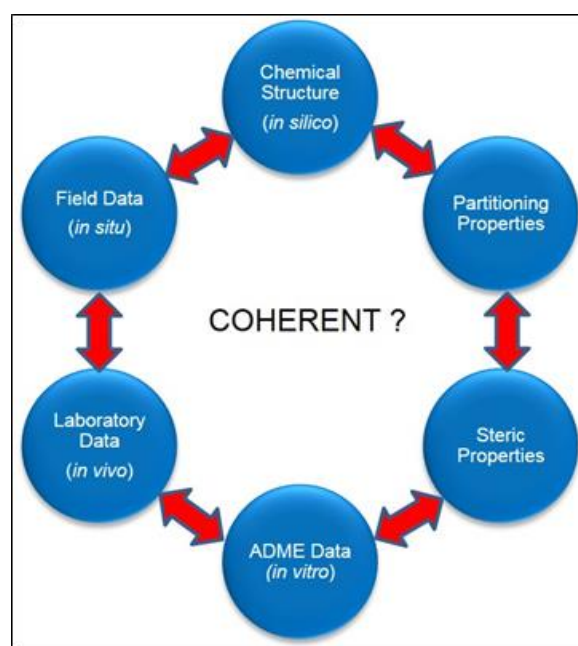 Chemical
Structure
(in silico)
Partitioning
Properties
Steric
Properties
ADME Data
(in vitro)
Laboratory
Data
(in vivo)
Field Data
(in situ)
COHERENT ?